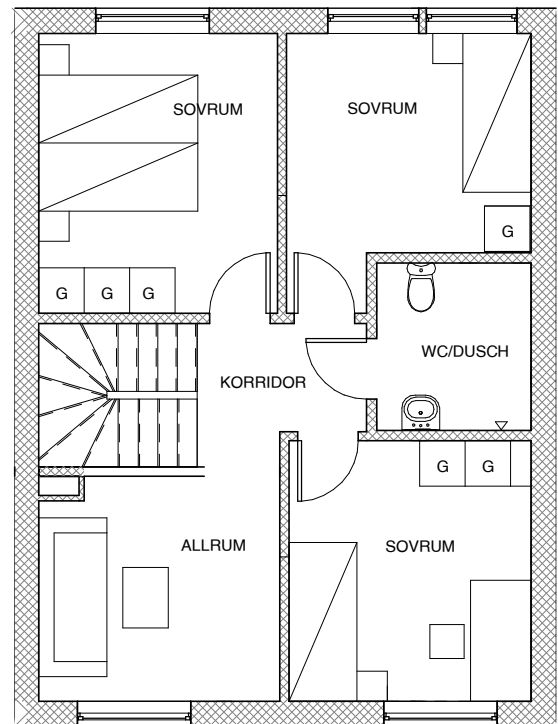 SOVRUM
SOVRUM
G
G G G
WC/DUSCH
KORRIDOR
G G
ALLRUM
SOVRUM